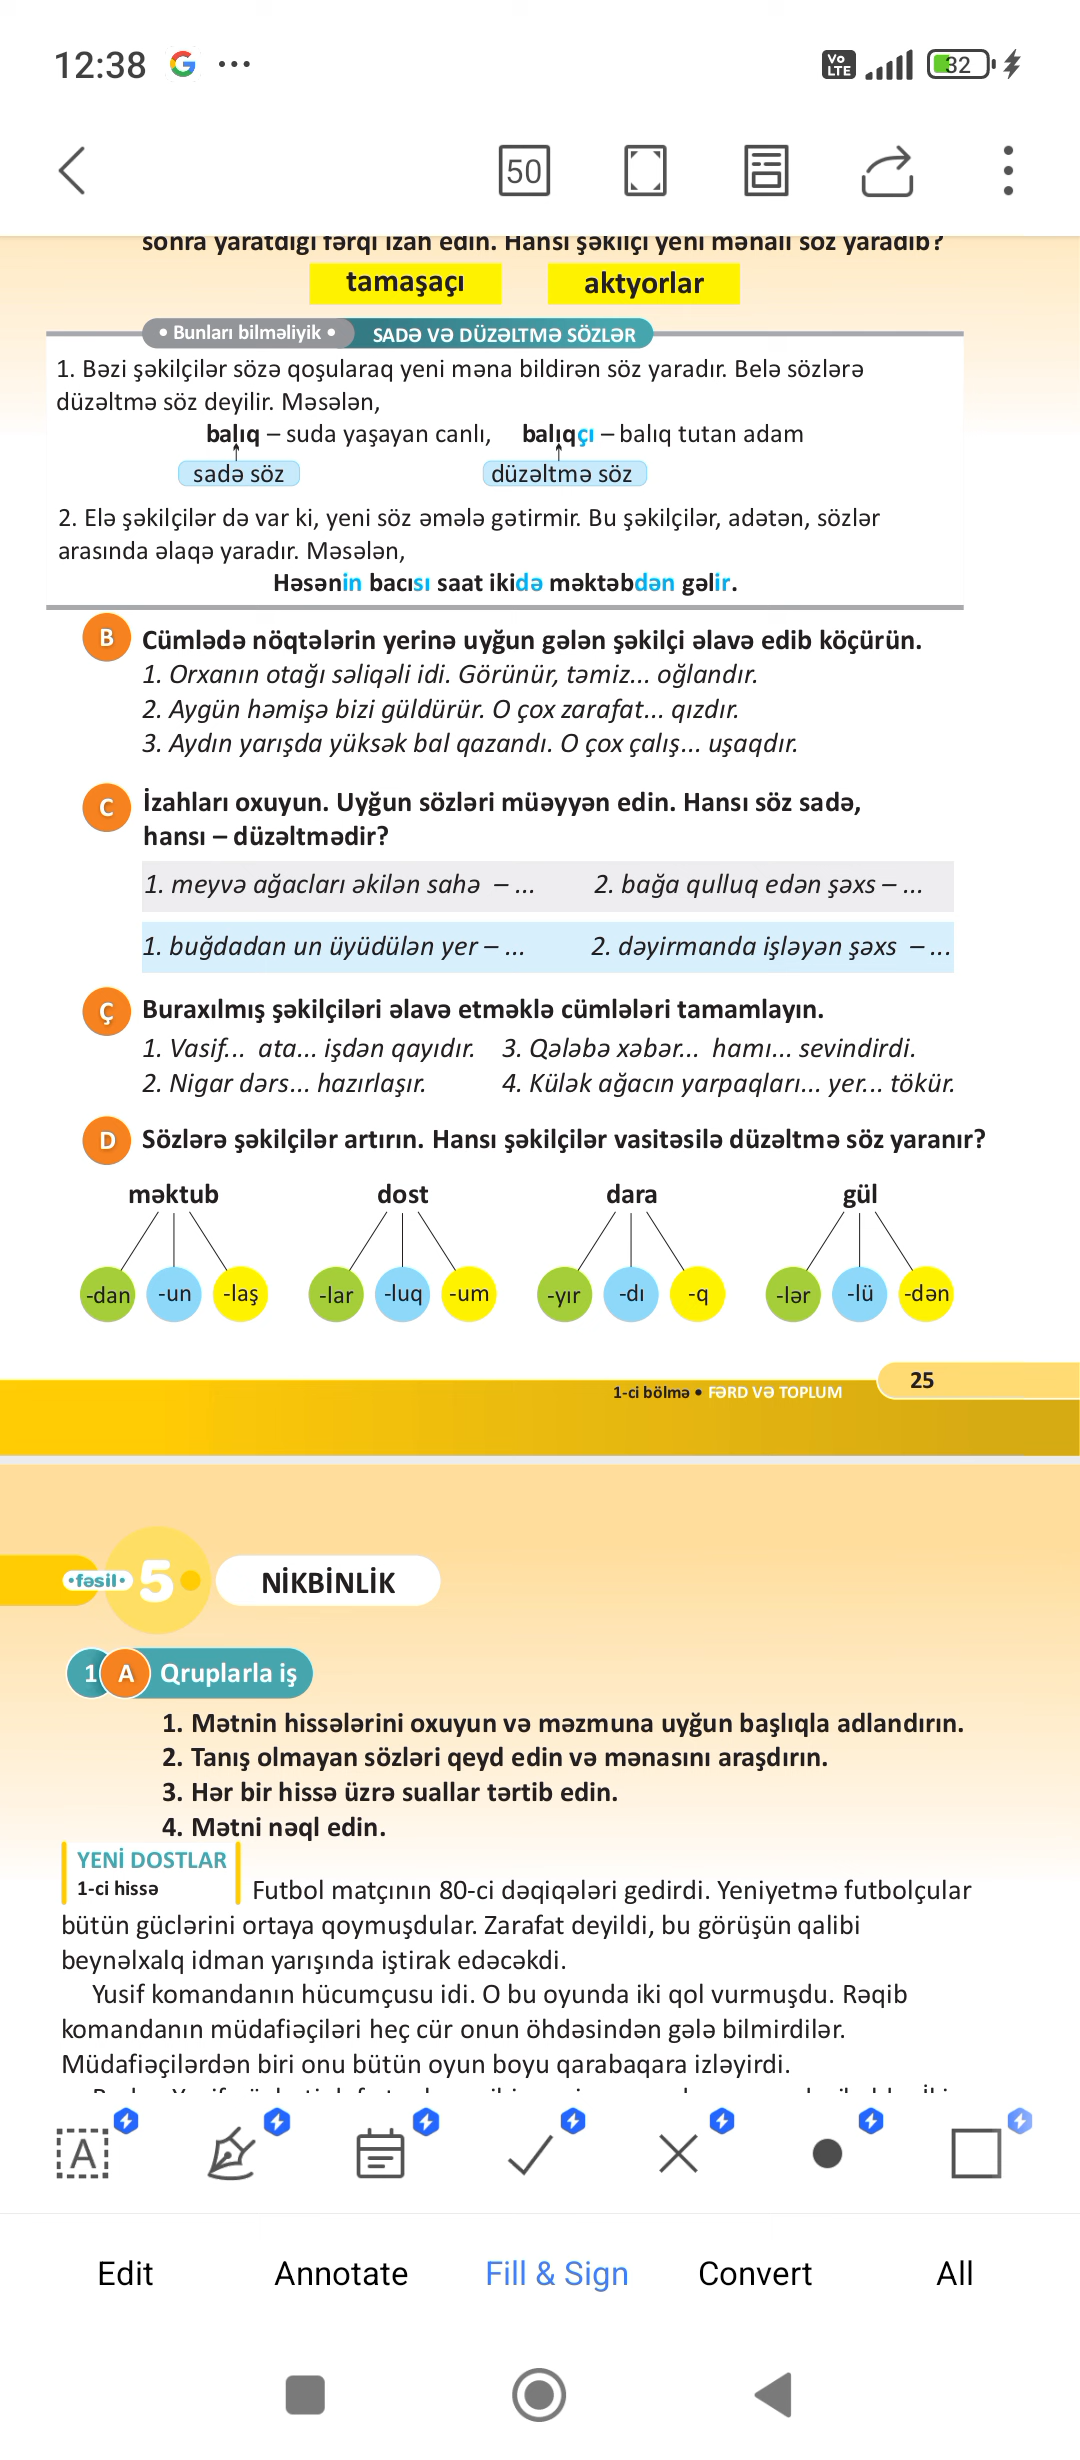 12:38
Vo LTE
32
50
sonra yaratdığı fərqi izah edin. Hansı şəkilçi yeni mənalı söz yaradıb?
tamaşaçı aktyorlar
• Bunları bilməliyik • SADƏ VƏ DÜZƏLTMƏ SÖZLƏR
1. Bəzi şəkilçilər sözə qoşularaq yeni məna bildirən söz yaradır. Belə sözlərə
düzəltmə söz deyilir. Məsələn,
balıq – suda yaşayan canlı, balıqçı – balıq tutan adam
sadə söz düzəltmə söz
2. Elə şəkilçilər də var ki, yeni söz əmələ gətirmir. Bu şəkilçilər, adətən, sözlər
arasında əlaqə yaradır. Məsələn,
Həsənin bacısı saat ikidə məktəbdən gəlir.
B Cümlədə nöqtələrin yerinə uyğun gələn şəkilçi əlavə edib köçürün.
1. Orxanın otağı səliqəli idi. Görünür, təmiz... oğlandır.
2. Aygün həmişə bizi güldürür. O çox zarafat... qızdır.
3. Aydın yarışda yüksək bal qazandı. O çox çalış... uşaqdır.
C İzahları oxuyun. Uyğun sözləri müəyyən edin. Hansı söz sadə,
hansı – düzəltmədir?
1. meyvə ağacları əkilən sahə – ... 2. bağa qulluq edən şəxs – ...
1. buğdadan un üyüdülən yer – ... 2. dəyirmanda işləyən şəxs – ...
Ç Buraxılmış şəkilçiləri əlavə etməklə cümlələri tamamlayın.
1. Vasif... ata... işdən qayıdır. 3. Qələbə xəbər... hamı... sevindirdi.
2. Nigar dərs... hazırlaşır. 4. Külək ağacın yarpaqları... yer... tökür.
D Sözlərə şəkilçilər artırın. Hansı şəkilçilər vasitəsilə düzəltmə söz yaranır?
məktub dost dara gül
-dan -un -laş -lar -luq -um -yır -dı -q -lər -lü -dən
1-ci bölmə • FƏRD VƏ TOPLUM 25
•fəsil• 5 NİKBİNLİK
1 A Qruplarla iş
1. Mətnin hissələrini oxuyun və məzmuna uyğun başlıqla adlandırın.
2. Tanış olmayan sözləri qeyd edin və mənasını araşdırın.
3. Hər bir hissə üzrə suallar tərtib edin.
4. Mətni nəql edin.
YENİ DOSTLAR
1-ci hissə Futbol matçının 80-ci dəqiqələri gedirdi. Yeniyetmə futbolçular
bütün güclərini ortaya qoymuşdular. Zarafat deyildi, bu görüşün qalibi
beynəlxalq idman yarışında iştirak edəcəkdi.
Yusif komandanın hücumçusu idi. O bu oyunda iki qol vurmuşdu. Rəqib
komandanın müdafiəçiləri heç cür onun öhdəsindən gələ bilmirdilər.
Müdafiəçilərdən biri onu bütün oyun boyu qarabaqara izləyirdi.
A
Edit Annotate Fill & Sign Convert All